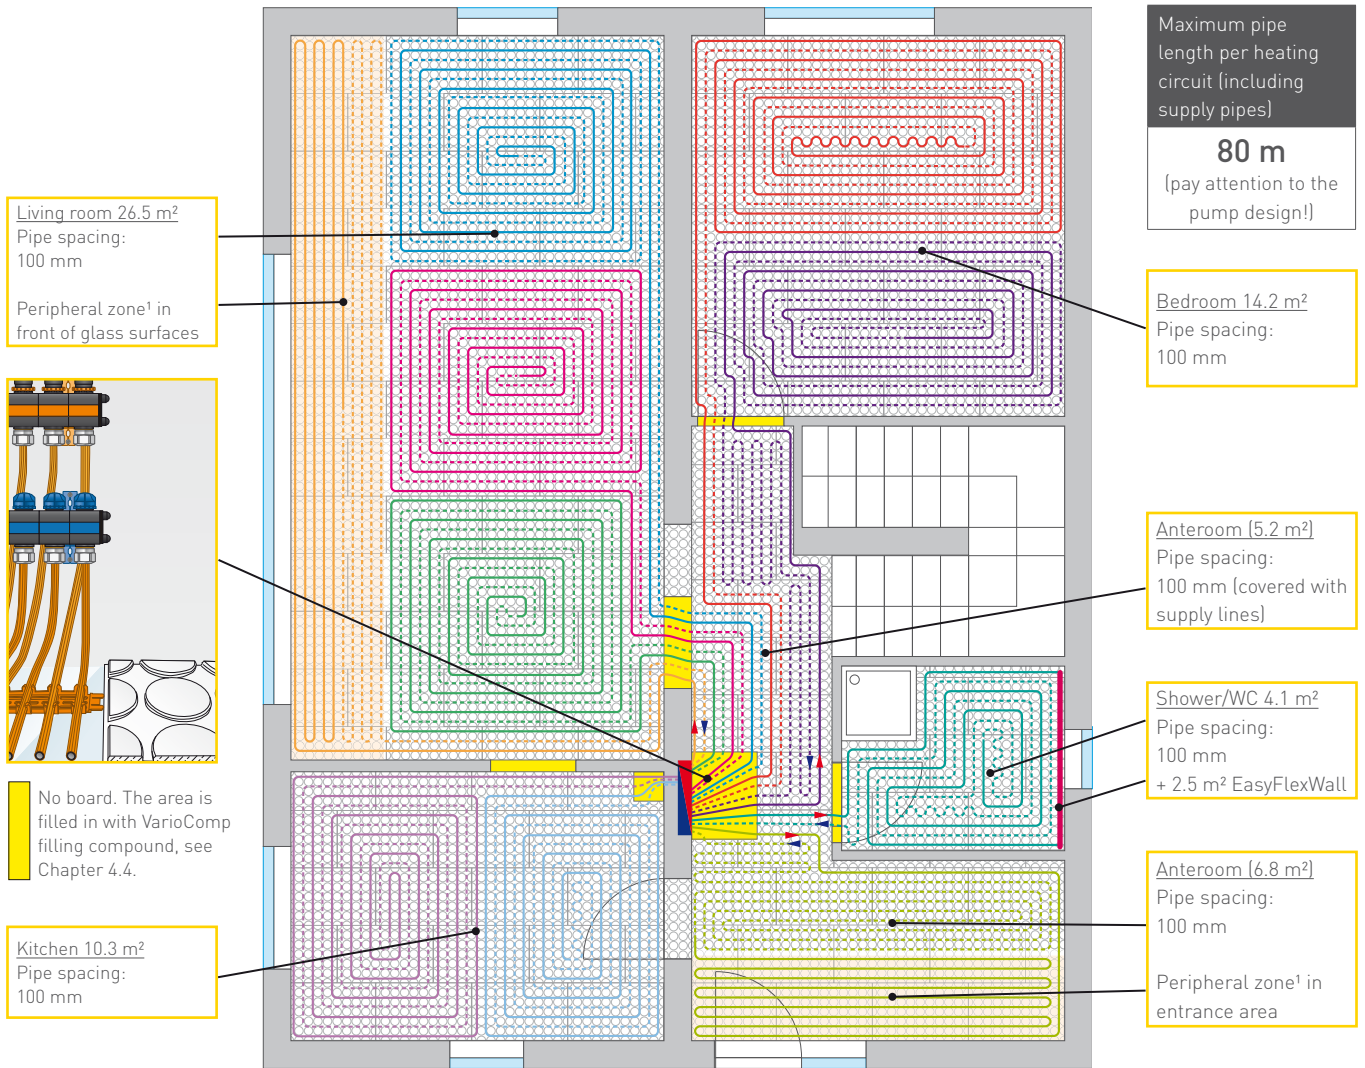 Maximum pipe
length per heating
circuit (including
supply pipes)
80 m
(pay attention to the
pump design!)
Living room 26.5 m²
Pipe spacing:
100 mm
Peripheral zone¹ in
front of glass surfaces
Bedroom 14.2 m²
Pipe spacing:
100 mm
Anteroom (5.2 m²)
Pipe spacing:
100 mm (covered with
supply lines)
Shower/WC 4.1 m²
Pipe spacing:
100 mm
+ 2.5 m² EasyFlexWall
No board. The area is
filled in with VarioComp
filling compound, see
Chapter 4.4.
Anteroom (6.8 m²)
Pipe spacing:
100 mm
Peripheral zone¹ in
entrance area
Kitchen 10.3 m²
Pipe spacing:
100 mm